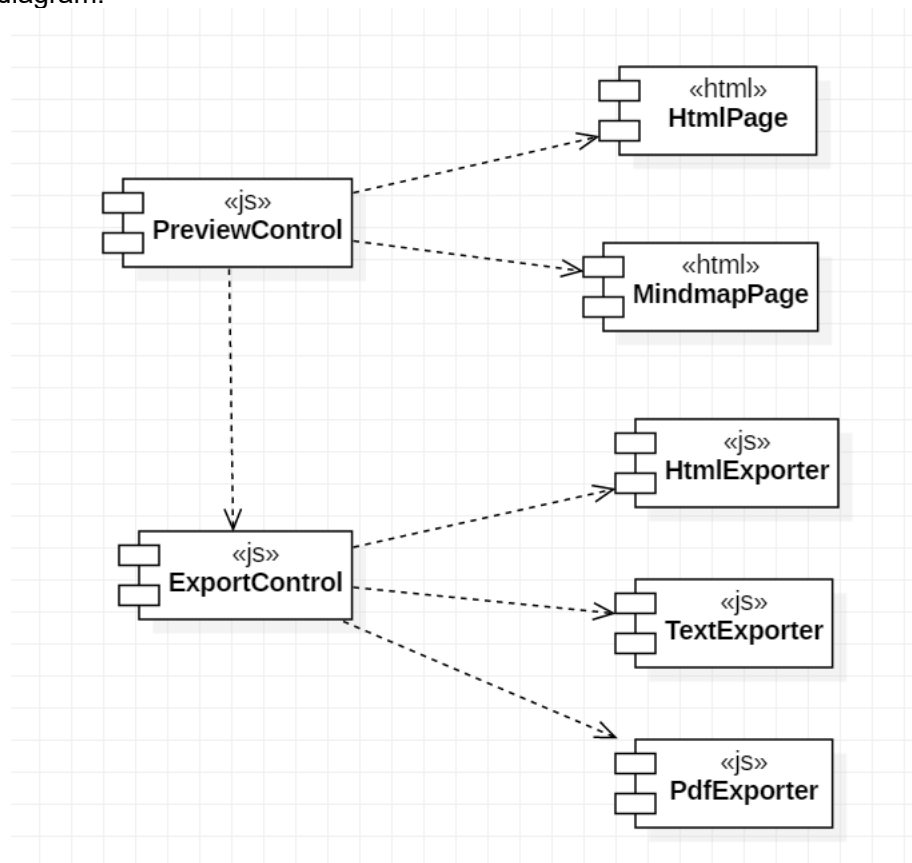 diagram.
«html»
HtmlPage
«js»
PreviewControl
«html»
MindmapPage
«js»
HtmlExporter
«js»
ExportControl
«js»
TextExporter
«js»
PdfExporter